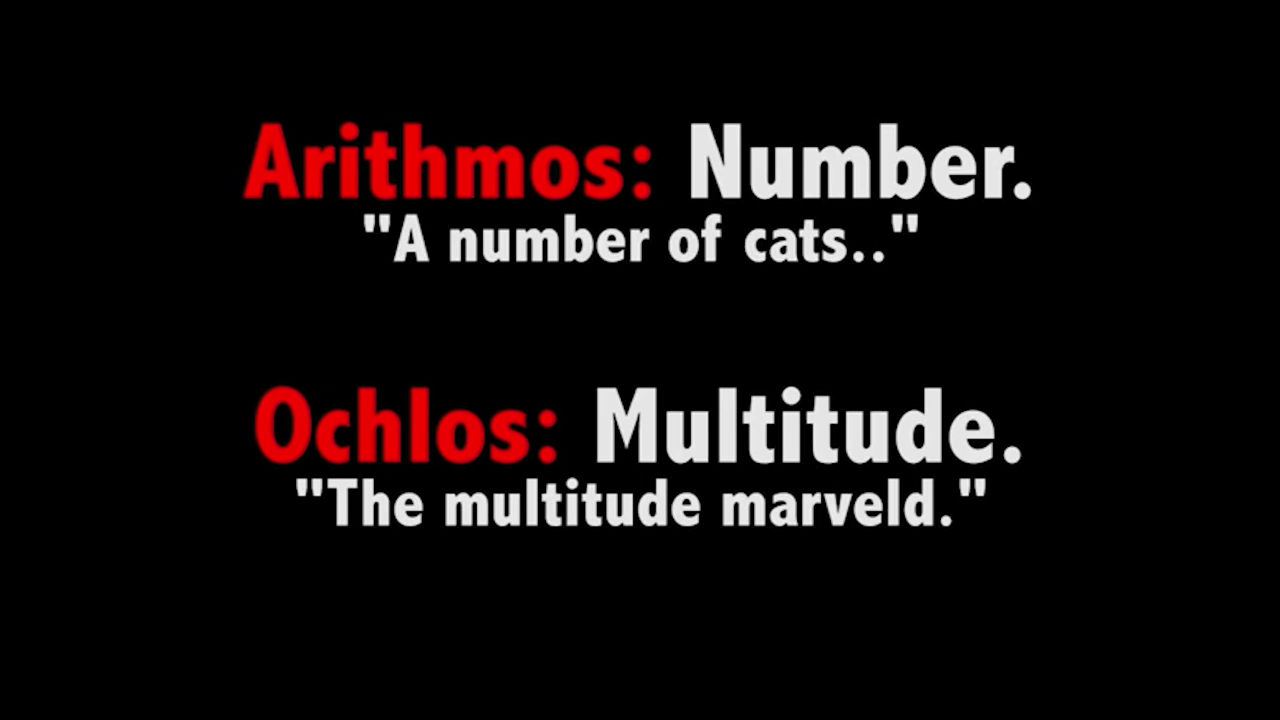 Arithmos: Number.
"A number of cats.."
Ochlos: Multitude.
"The multitude marveld."